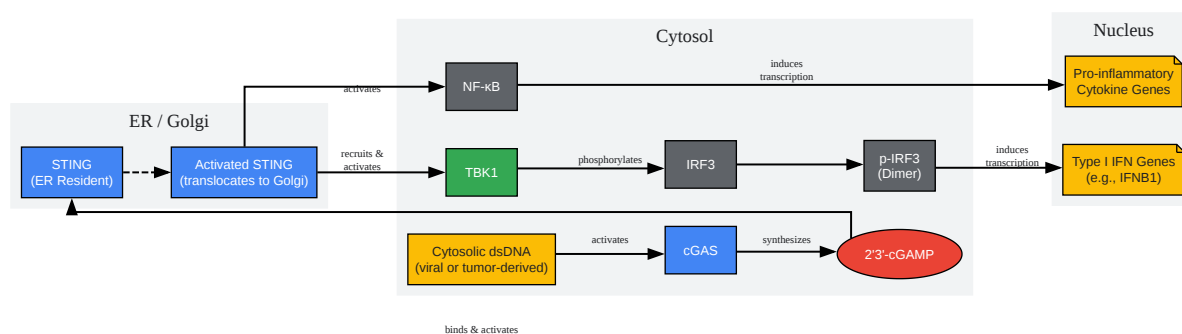 Nucleus
Cytosol
induces
transcription
Pro-inflammatory
Cytokine Genes
NF-κB
activates
ER / Golgi
STING
(ER Resident)
Activated STING
(translocates to Golgi)
recruits &
activates
TBK1
phosphorylates
IRF3
p-IRF3
(Dimer)
induces
transcription
Type I IFN Genes
(e.g., IFNB1)
Cytosolic dsDNA
(viral or tumor-derived)
activates
cGAS
synthesizes
2'3'-cGAMP
binds & activates